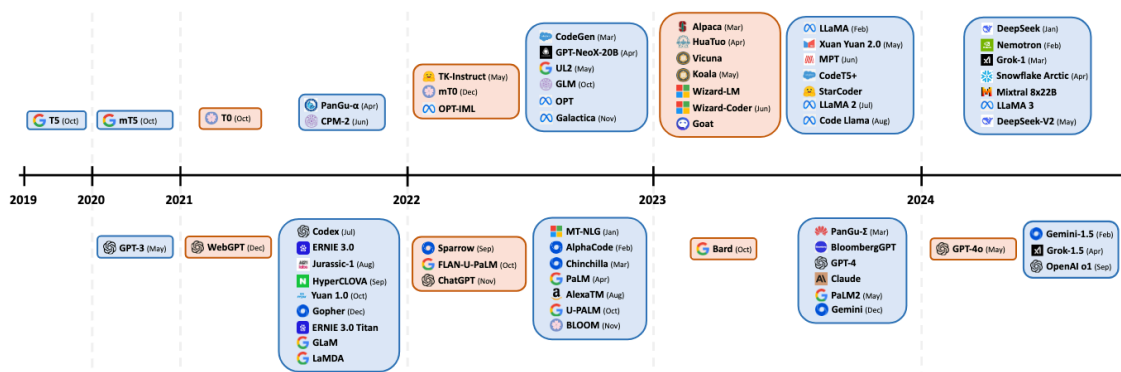 T5 (Oct)
mT5 (Oct)
T0 (Oct)
PanGu-α (Apr)
CPM-2 (Jun)
TK-Instruct (May)
mT0 (Dec)
OPT-IML
CodeGen (Mar)
GPT-NeoX-20B (Apr)
UL2 (May)
GLM (Oct)
OPT
Galactica (Nov)
Alpaca (Mar)
HuaTuo (Apr)
Vicuna
Koala (May)
Wizard-LM
Wizard-Coder (Jun)
Goat
LLaMA (Feb)
Xuan Yuan 2.0 (May)
MPT (Jun)
CodeT5+
StarCoder
LLaMA 2 (Jul)
Code Llama (Aug)
DeepSeek (Jan)
Nemotron (Feb)
Grok-1 (Mar)
Snowflake Arctic (Apr)
Mixtral 8x22B
LLaMA 3
DeepSeek-V2 (May)
2019 2020 2021 2022 2023 2024
GPT-3 (May)
WebGPT (Dec)
Codex (Jul)
ERNIE 3.0
Jurassic-1 (Aug)
HyperCLOVA (Sep)
Yuan 1.0 (Oct)
Gopher (Dec)
ERNIE 3.0 Titan
GLaM
LaMDA
Sparrow (Sep)
FLAN-U-PaLM (Oct)
ChatGPT (Nov)
MT-NLG (Jan)
AlphaCode (Feb)
Chinchilla (Mar)
PaLM (Apr)
AlexaTM (Aug)
U-PALM (Oct)
BLOOM (Nov)
Bard (Oct)
PanGu-Σ (Mar)
BloombergGPT
GPT-4
Claude
PaLM2 (May)
Gemini (Dec)
GPT-4o (May)
Gemini-1.5 (Feb)
Grok-1.5 (Apr)
OpenAI o1 (Sep)